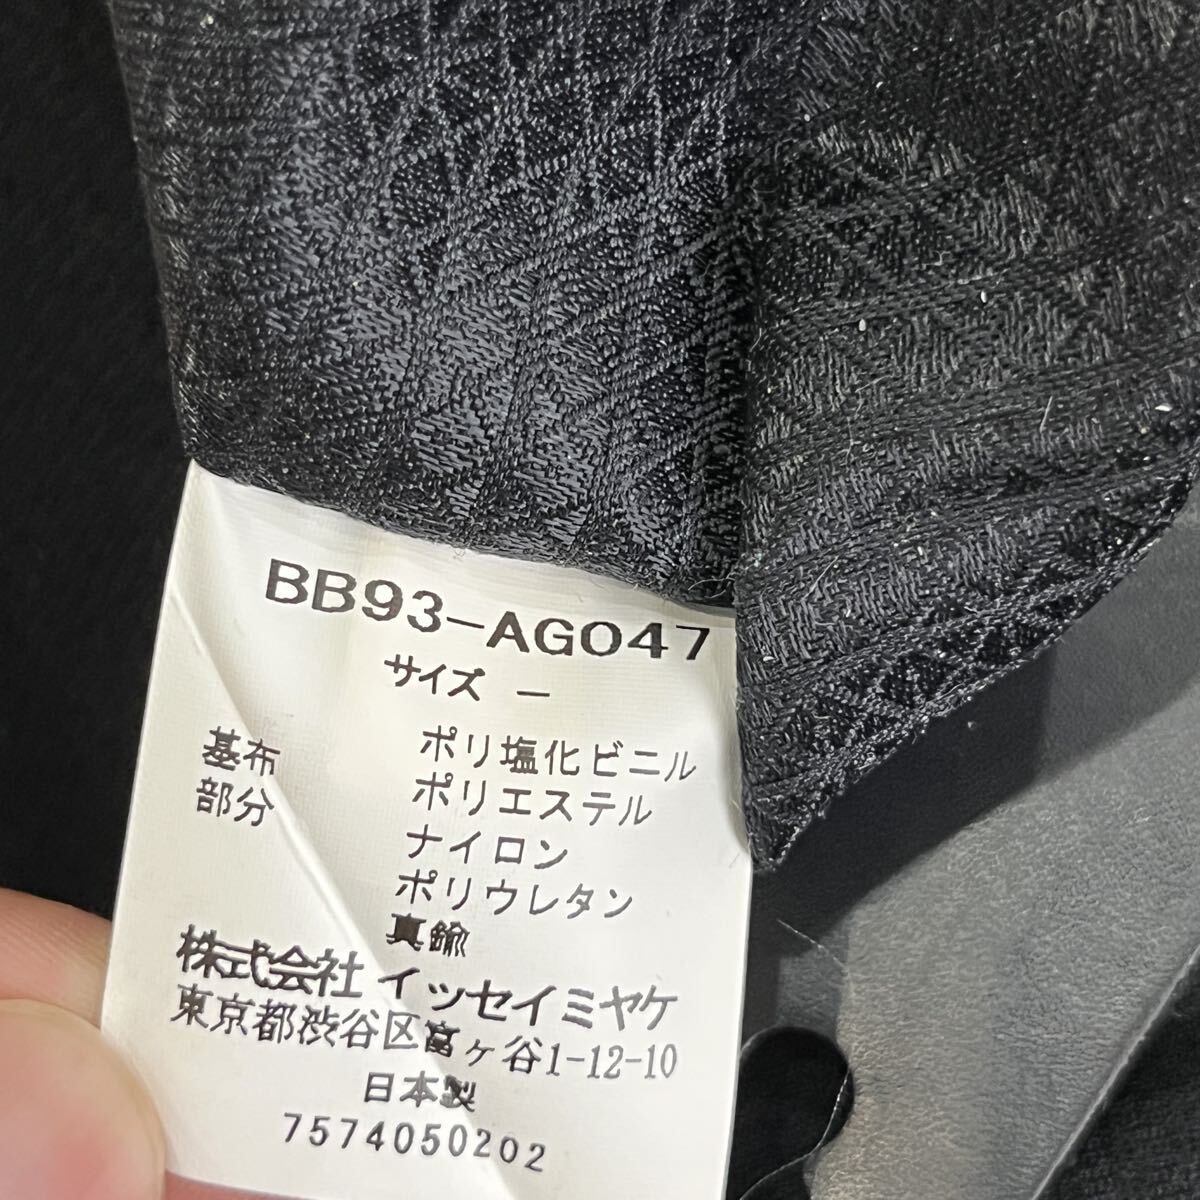 BB93-AG047
サイズ －
基布 ポリ塩化ビニル
部分 ポリエステル
ナイロン
ポリウレタン
真鍮
株式会社 イッセイミヤケ
東京都渋谷区富ヶ谷1-12-10
日本製
7574050202